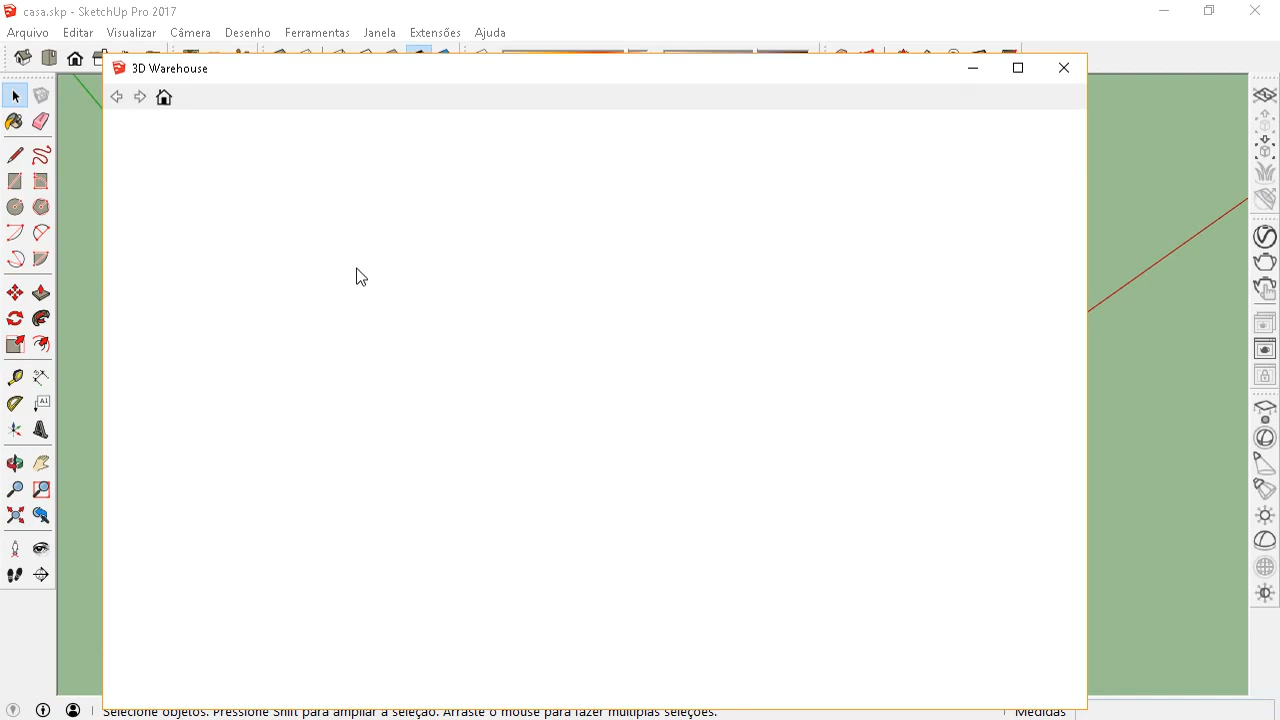 casa.skp - SketchUp Pro 2017
Arquivo Editar Visualizar Câmera Desenho Ferramentas Janela Extensões Ajuda
3D Warehouse
A1
Selecione objetos. Pressione Shift para ampliar a seleção. Arraste o mouse para fazer múltiplas seleções.
Medidas